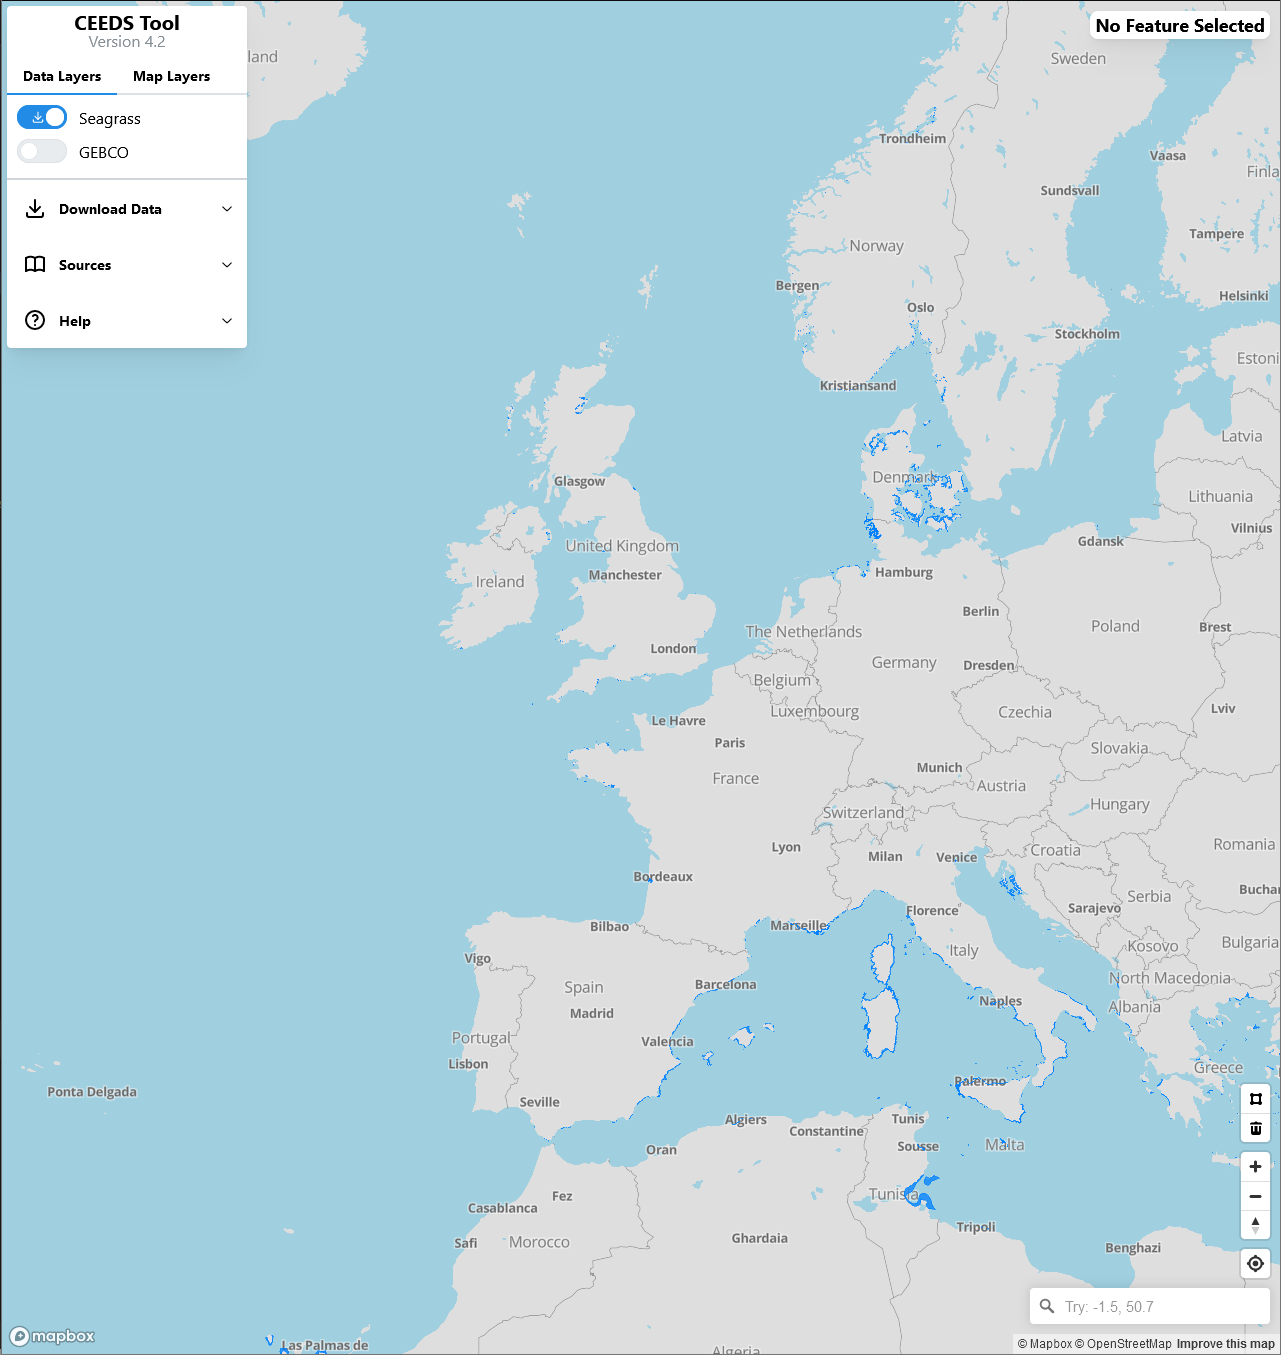 CEEDS Tool
Version 4.2
Data Layers
Map Layers
Seagrass
GEBCO
Download Data
Sources
Help
No Feature Selected
Sweden
Trondheim
Vaasa
Sundsvall
Tampere
Norway
Bergen
Helsinki
Oslo
Stockholm
Kristiansand
Latvia
Denmark
Glasgow
Lithuania
Vilnius
United Kingdom
Gdansk
Manchester
Ireland
Hamburg
Berlin
The Netherlands
Poland
Brest
London
Germany
Dresden
Belgium
Luxembourg
Czechia
Lviv
Le Havre
Paris
Slovakia
France
Munich
Austria
Switzerland
Hungary
Lyon
Milan
Venice
Croatia
Romania
Bordeaux
Serbia
Sarajevo
Florence
Bilbao
Marseille
Italy
Kosovo
Bulgaria
Vigo
Spain
Barcelona
North Macedonia
Madrid
Naples
Albania
Portugal
Valencia
Lisbon
Greece
Palermo
Ponta Delgada
Seville
Algiers
Constantine
Tunis
Oran
Sousse
Malta
Fez
Tunisia
Casablanca
Tripoli
Safi
Morocco
Ghardaia
Benghazi
Try: -1.5, 50.7
mapbox
Las Palmas de
© Mapbox © OpenStreetMap Improve this map